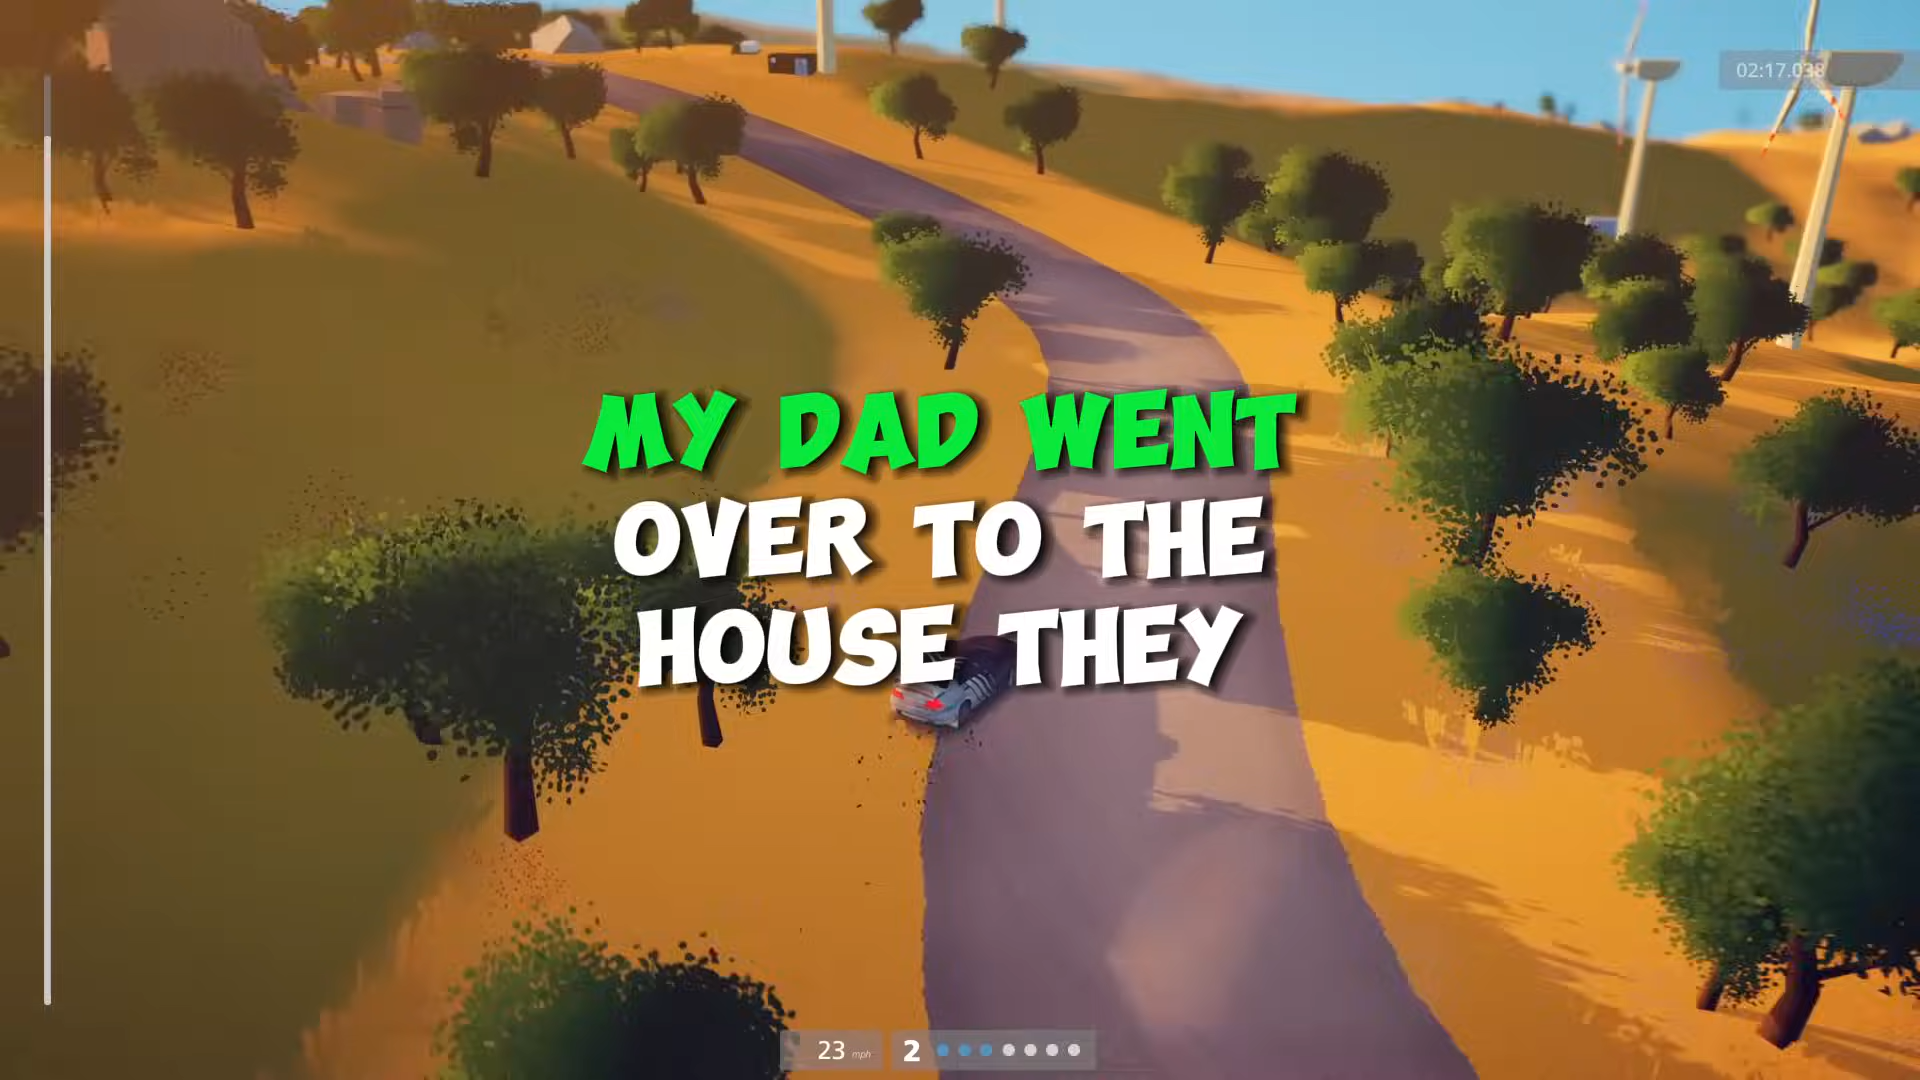 02:17.038
MY DAD WENT
OVER TO THE
HOUSE THEY
23 mph 2